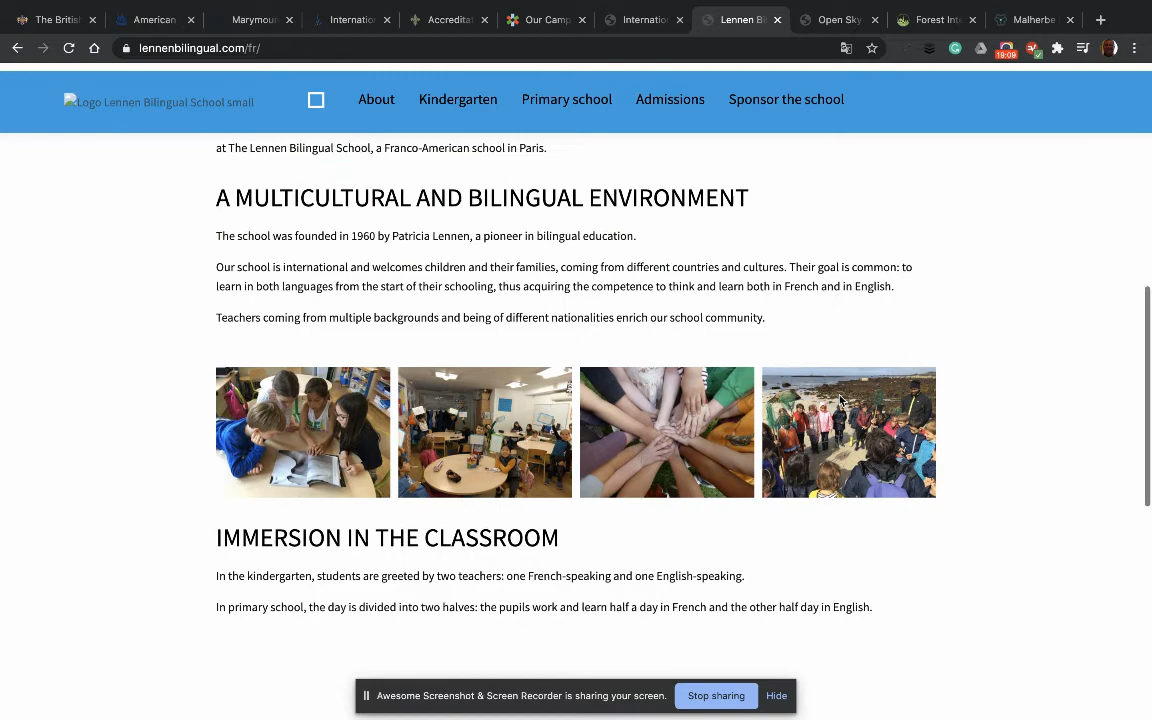 The British
American
Marymoun
Internatio
Accredita
Our Camp
Internatio
Lennen Bi
Open Sky
Forest Int
Malherbe
lennenbilingual.com/fr/
19:09
Logo Lennen Bilingual School small
About
Kindergarten
Primary school
Admissions
Sponsor the school
at The Lennen Bilingual School, a Franco-American school in Paris.
A MULTICULTURAL AND BILINGUAL ENVIRONMENT
The school was founded in 1960 by Patricia Lennen, a pioneer in bilingual education.
Our school is international and welcomes children and their families, coming from different countries and cultures. Their goal is common: to
learn in both languages from the start of their schooling, thus acquiring the competence to think and learn both in French and in English.
Teachers coming from multiple backgrounds and being of different nationalities enrich our school community.
IMMERSION IN THE CLASSROOM
In the kindergarten, students are greeted by two teachers: one French-speaking and one English-speaking.
In primary school, the day is divided into two halves: the pupils work and learn half a day in French and the other half day in English.
Awesome Screenshot & Screen Recorder is sharing your screen.
Stop sharing
Hide